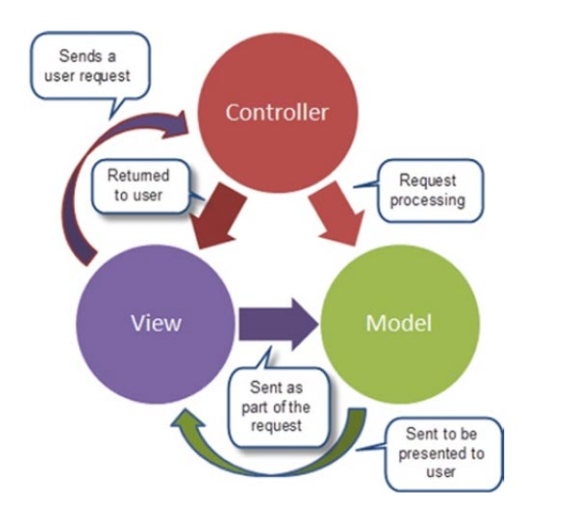 Sends a
user request
Controller
Returned
to user
Request
processing
View
Model
Sent as
part of the
request
Sent to be
presented to
user